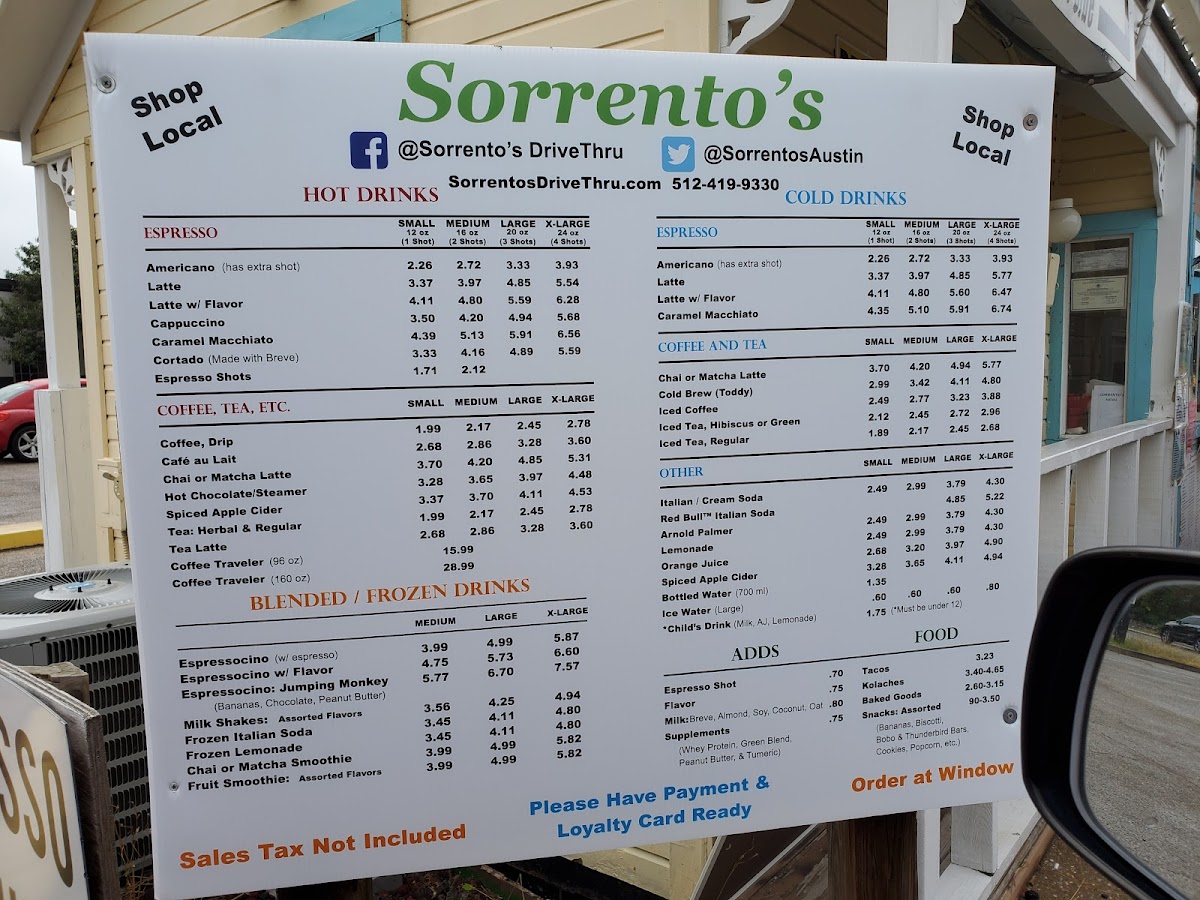 Shop
Local
Sorrento's
Shop
Local
@Sorrento's DriveThru
@SorrentosAustin
SorrentosDriveThru.com 512-419-9330
HOT DRINKS
ESPRESSO SMALL MEDIUM LARGE X-LARGE
12 oz 16 oz 20 oz 24 oz
(1 Shot) (2 Shots) (3 Shots) (4 Shots)
Americano (has extra shot) 2.26 2.72 3.33 3.93
Latte 3.37 3.97 4.85 5.54
Latte w/ Flavor 4.11 4.80 5.59 6.28
Cappuccino 3.50 4.20 4.94 5.68
Caramel Macchiato 4.39 5.13 5.91 6.56
Cortado (Made with Breve) 3.33 4.16 4.89 5.59
Espresso Shots 1.71 2.12
COFFEE, TEA, ETC. SMALL MEDIUM LARGE X-LARGE
Coffee, Drip 1.99 2.17 2.45 2.78
Café au Lait 2.68 2.86 3.28 3.60
Chai or Matcha Latte 3.70 4.20 4.85 5.31
Hot Chocolate/Steamer 3.28 3.65 3.97 4.48
Spiced Apple Cider 3.37 3.70 4.11 4.53
Tea: Herbal & Regular 1.99 2.17 2.45 2.78
Tea Latte 2.68 2.86 3.28 3.60
Coffee Traveler (96 oz) 15.99
Coffee Traveler (160 oz) 28.99
BLENDED / FROZEN DRINKS
MEDIUM LARGE X-LARGE
Espressocino (w/ espresso) 3.99 4.99 5.87
Espressocino w/ Flavor 4.75 5.73 6.60
Espressocino: Jumping Monkey 5.77 6.70 7.57
(Bananas, Chocolate, Peanut Butter)
Milk Shakes: Assorted Flavors 3.56 4.25 4.94
Frozen Italian Soda 3.45 4.11 4.80
Frozen Lemonade 3.45 4.11 4.80
Chai or Matcha Smoothie 3.99 4.99 5.82
Fruit Smoothie: Assorted Flavors 3.99 4.99 5.82
COLD DRINKS
ESPRESSO SMALL MEDIUM LARGE X-LARGE
12 oz 16 oz 20 oz 24 oz
(1 Shot) (2 Shots) (3 Shots) (4 Shots)
Americano (has extra shot) 2.26 2.72 3.33 3.93
Latte 3.37 3.97 4.85 5.77
Latte w/ Flavor 4.11 4.80 5.60 6.47
Caramel Macchiato 4.35 5.10 5.91 6.74
COFFEE AND TEA SMALL MEDIUM LARGE X-LARGE
Chai or Matcha Latte 3.70 4.20 4.94 5.77
Cold Brew (Toddy) 2.99 3.42 4.11 4.80
Iced Coffee 2.49 2.77 3.23 3.88
Iced Tea, Hibiscus or Green 2.12 2.45 2.72 2.96
Iced Tea, Regular 1.89 2.17 2.45 2.68
OTHER SMALL MEDIUM LARGE X-LARGE
Italian / Cream Soda 2.49 2.99 3.79 4.30
Red Bull™ Italian Soda 4.85 5.22
Arnold Palmer 2.49 2.99 3.79 4.30
Lemonade 2.49 2.99 3.79 4.30
Orange Juice 2.68 3.20 3.97 4.90
Spiced Apple Cider 3.28 3.65 4.11 4.94
Bottled Water (700 ml) 1.35
Ice Water (Large) .60 .60 .60 .80
*Child's Drink (Milk, AJ, Lemonade) 1.75 (*Must be under 12)
ADDS
Espresso Shot .70
Flavor .75
Milk: Breve, Almond, Soy, Coconut, Oat .80
Supplements .75
(Whey Protein, Green Blend,
Peanut Butter, & Turmeric)
FOOD
Tacos 3.23
Kolaches 3.40-4.65
Baked Goods 2.60-3.15
Snacks: Assorted 90-3.50
(Bananas, Biscotti,
Bobo & Thunderbird Bars,
Cookies, Popcorn, etc.)
Sales Tax Not Included
Please Have Payment &
Loyalty Card Ready
Order at Window